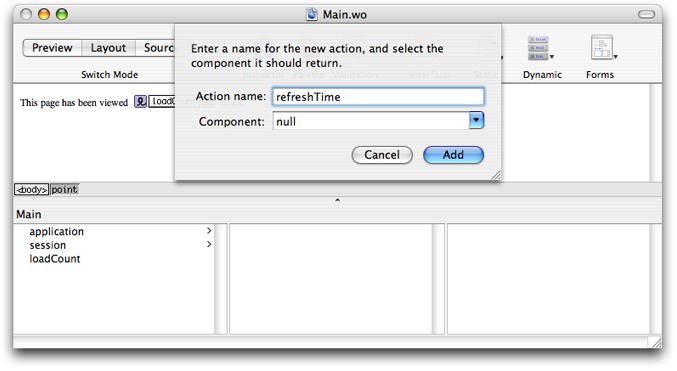 Main.wo
Preview Layout Sourc
Switch Mode
Dynamic
Forms
Enter a name for the new action, and select the
component it should return.
Action name: refreshTime
Component: null
Cancel Add
This page has been viewed
<body> point
Main
application >
session >
loadCount